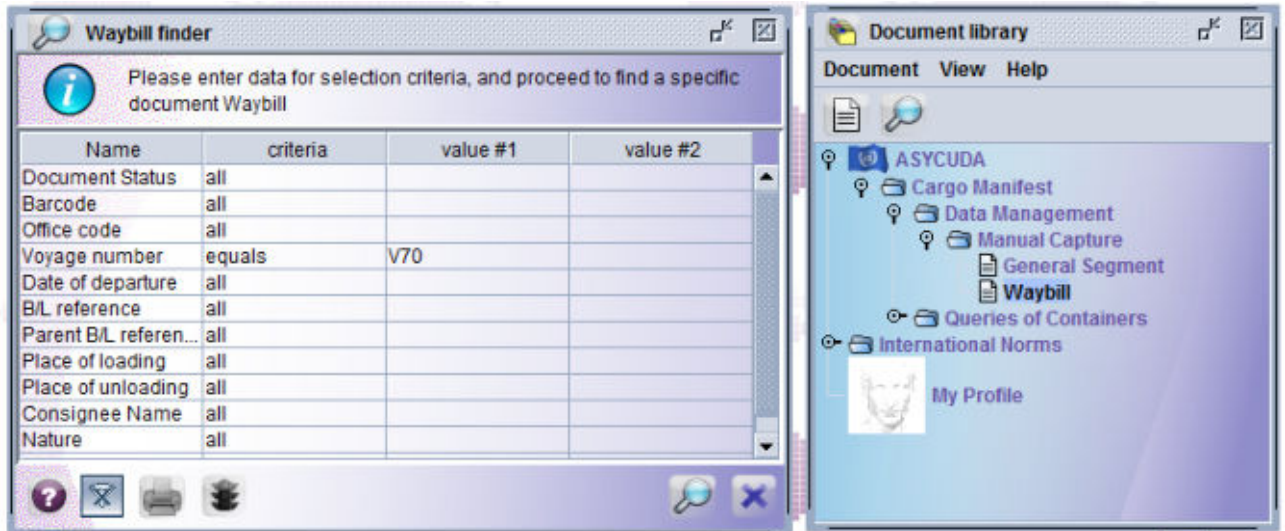 Waybill finder
Please enter data for selection criteria, and proceed to find a specific
document Waybill
Name criteria value #1 value #2
Document Status all
Barcode all
Office code all
Voyage number equals V70
Date of departure all
B/L reference all
Parent B/L referen... all
Place of loading all
Place of unloading all
Consignee Name all
Nature all
Document library
Document View Help
ASYCUDA
Cargo Manifest
Data Management
Manual Capture
General Segment
Waybill
Queries of Containers
International Norms
My Profile